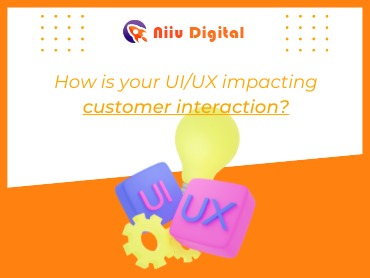 Niiu Digital
How is your UI/UX impacting
customer interaction?
UI
UX